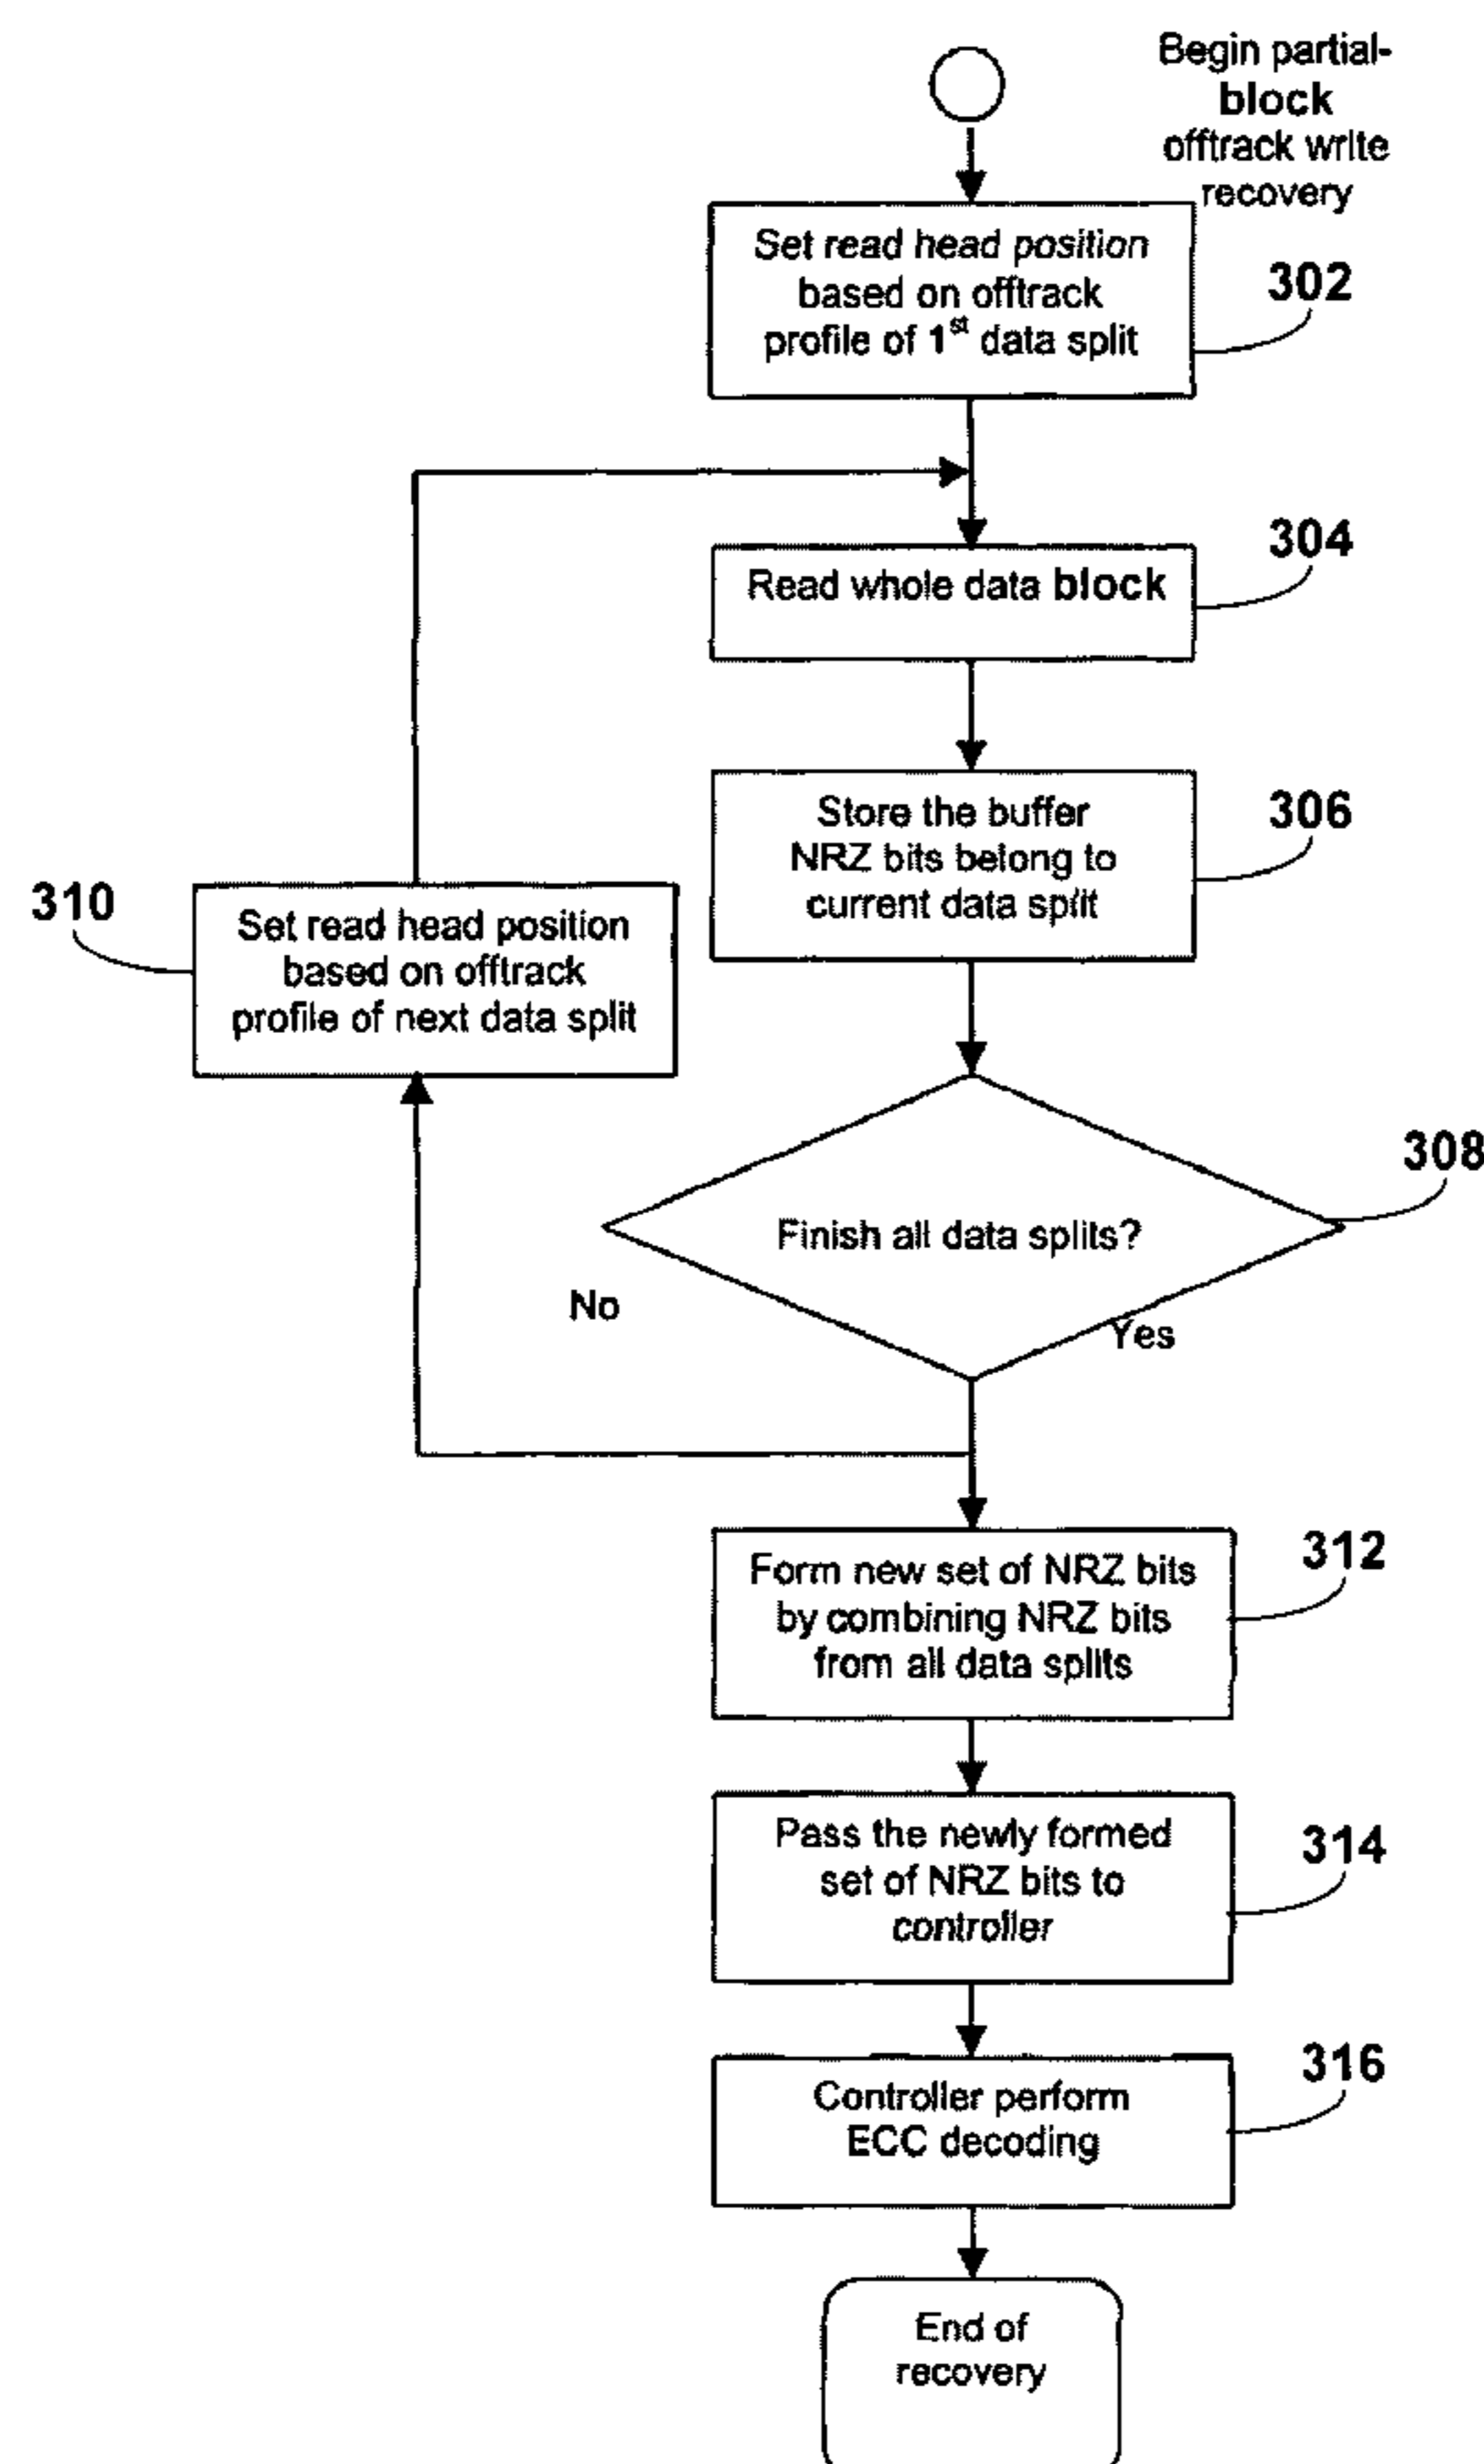 Begin partial-
block
offtrack write
recovery
Set read head position
based on offtrack
profile of 1st data split
302
Read whole data block
304
Store the buffer
NRZ bits belong to
current data split
306
310
Set read head position
based on offtrack
profile of next data split
Finish all data splits?
308
No
Yes
Form new set of NRZ bits
by combining NRZ bits
from all data splits
312
Pass the newly formed
set of NRZ bits to
controller
314
Controller perform
ECC decoding
316
End of
recovery